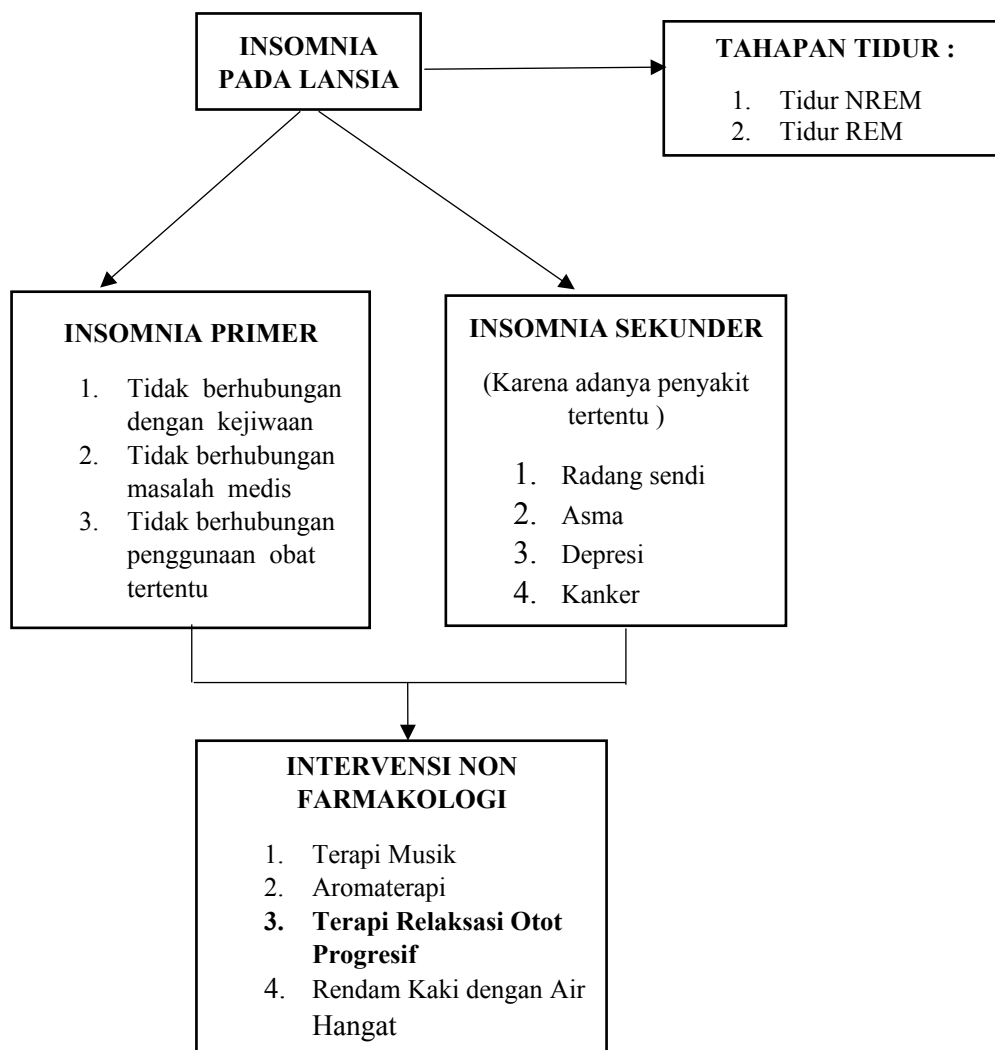 INSOMNIA
PADA LANSIA
TAHAPAN TIDUR :
1. Tidur NREM
2. Tidur REM
INSOMNIA PRIMER
1. Tidak berhubungan
dengan kejiwaan
2. Tidak berhubungan
masalah medis
3. Tidak berhubungan
penggunaan obat
tertentu
INSOMNIA SEKUNDER
(Karena adanya penyakit
tertentu )
1. Radang sendi
2. Asma
3. Depresi
4. Kanker
INTERVENSI NON
FARMAKOLOGI
1. Terapi Musik
2. Aromaterapi
3. Terapi Relaksasi Otot
Progresif
4. Rendam Kaki dengan Air
Hangat